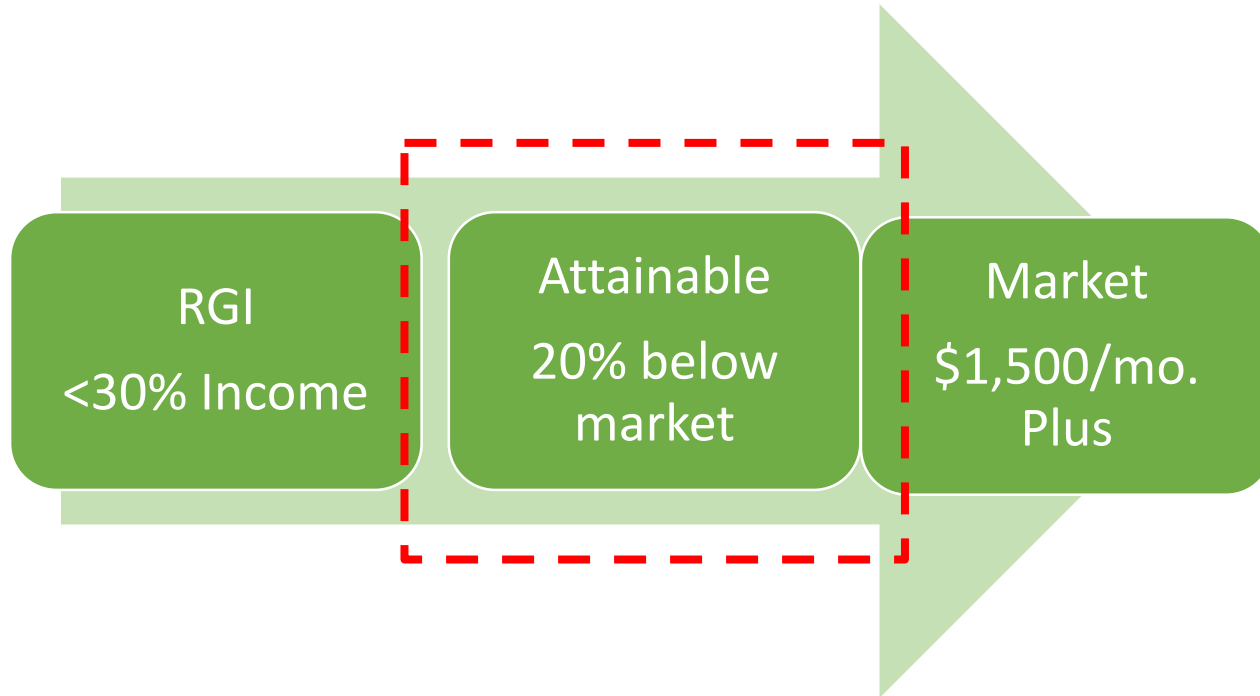 RGI
<30% Income
Attainable
20% below
market
Market
$1,500/mo.
Plus